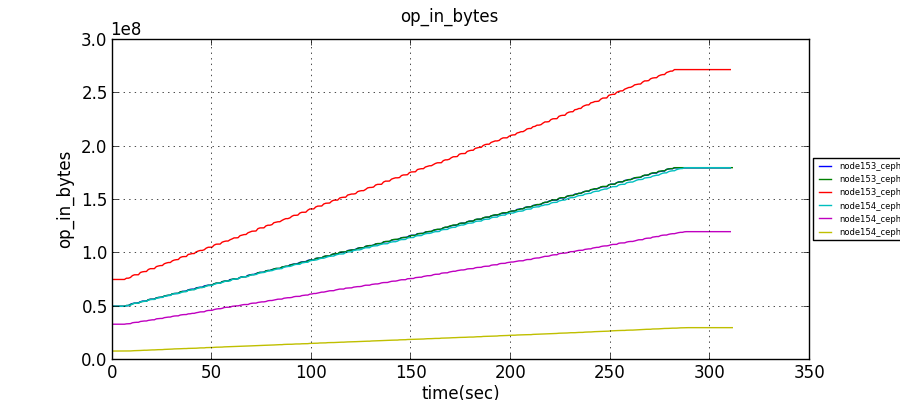 op_in_bytes
1e8
3.0
2.5
2.0
1.5
1.0
0.5
0.0
op_in_bytes
0 50 100 150 200 250 300 350
time(sec)
node153_ceph
node153_ceph
node153_ceph
node154_ceph
node154_ceph
node154_ceph